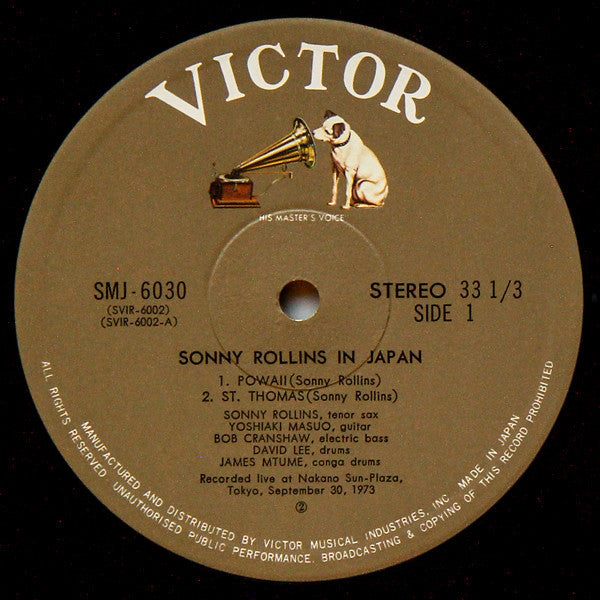 VICTOR
HIS MASTER'S VOICE
SMJ-6030
(SVIR-6002)
(SVIR-6002-A)
STEREO 33 1/3
SIDE 1
SONNY ROLLINS IN JAPAN
1. POWAII (Sonny Rollins)
2. ST. THOMAS (Sonny Rollins)
SONNY ROLLINS, tenor sax
YOSHIAKI MASUO, guitar
BOB CRANSHAW, electric bass
DAVID LEE, drums
JAMES MTUME, conga drums
Recorded live at Nakano Sun-Plaza,
Tokyo, September 30, 1973
②
MANUFACTURED AND DISTRIBUTED BY VICTOR MUSICAL INDUSTRIES, INC MADE IN JAPAN
ALL RIGHTS RESERVED. UNAUTHORISED PUBLIC PERFORMANCE, BROADCASTING & COPYING OF THIS RECORD PROHIBITED